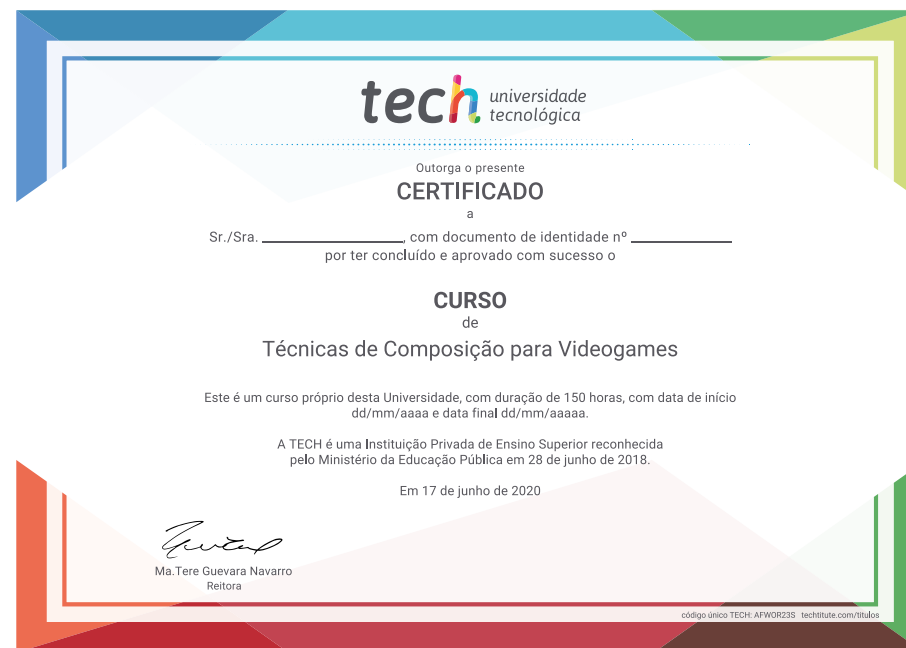 tech universidade
tecnológica
Outorga o presente
CERTIFICADO
a
Sr./Sra. ____________________, com documento de identidade nº ______________
por ter concluído e aprovado com sucesso o
CURSO
de
Técnicas de Composição para Videogames
Este é um curso próprio desta Universidade, com duração de 150 horas, com data de início
dd/mm/aaaa e data final dd/mm/aaaaa.
A TECH é uma Instituição Privada de Ensino Superior reconhecida
pelo Ministério da Educação Pública em 28 de junho de 2018.
Em 17 de junho de 2020
Ma.Tere Guevara Navarro
Reitora
código único TECH: AFWOR23S techtitute.com/títulos